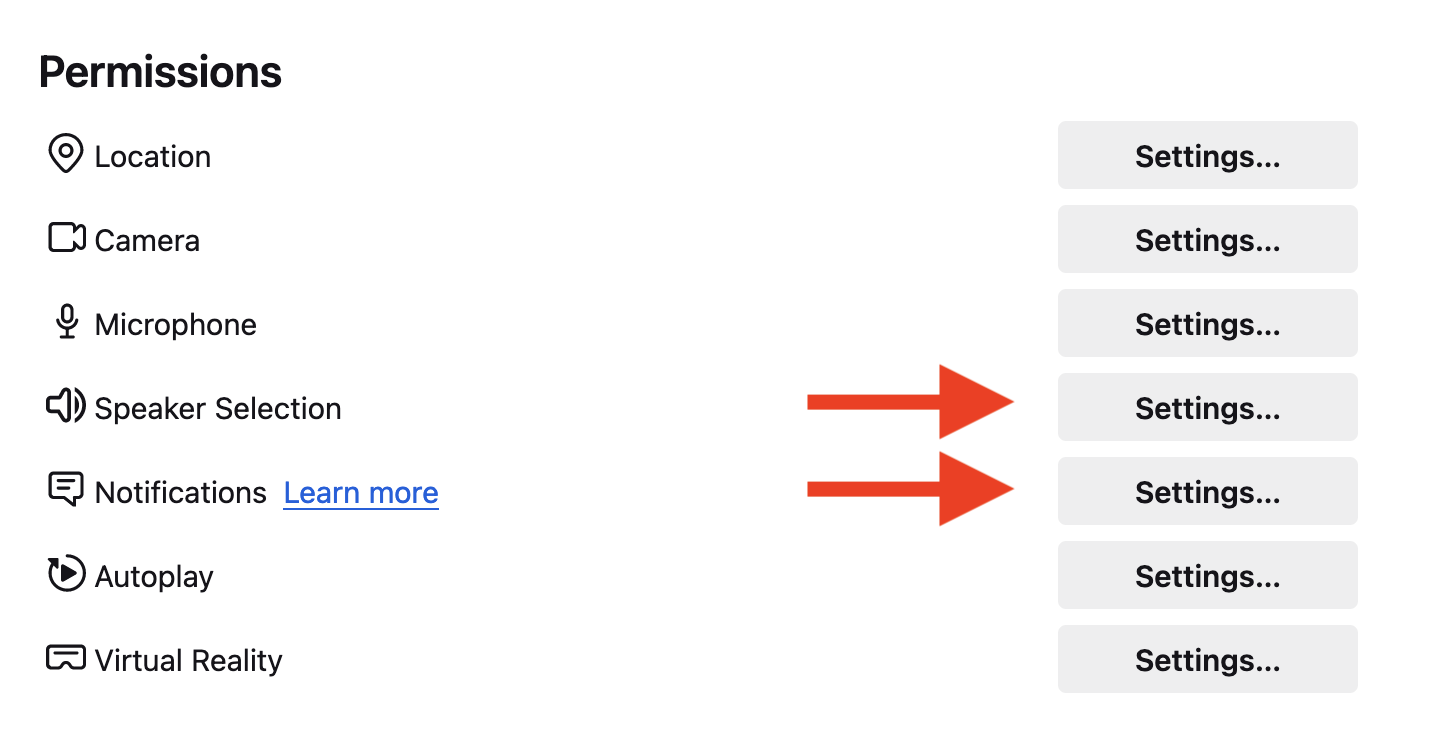 Permissions
Location Settings...
Camera Settings...
Microphone Settings...
Speaker Selection Settings...
Notifications Learn more Settings...
Autoplay Settings...
Virtual Reality Settings...